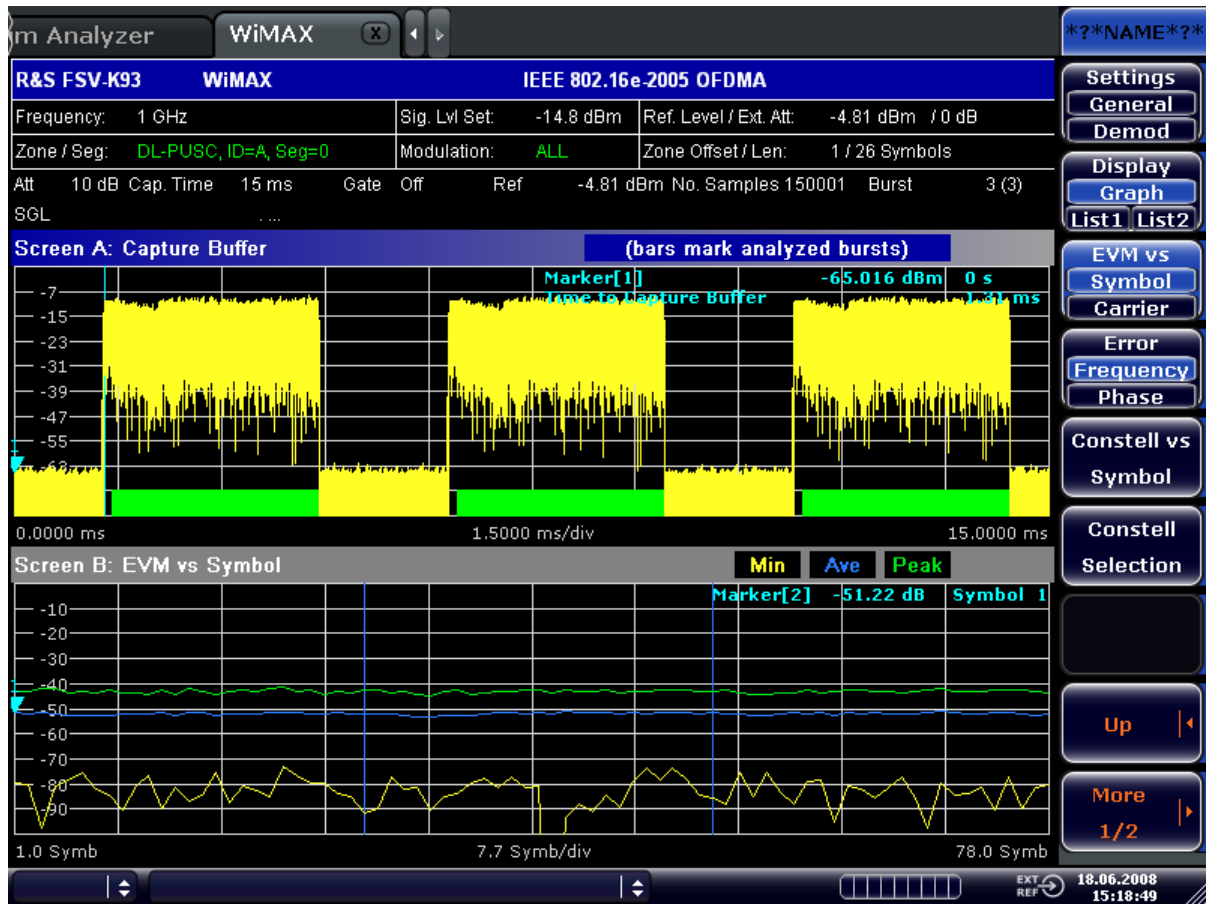 m Analyzer WiMAX X *?*NAME*?*
R&S FSV-K93 WiMAX IEEE 802.16e-2005 OFDMA
Frequency: 1 GHz Sig. Lvl Set: -14.8 dBm Ref. Level / Ext. Att: -4.81 dBm / 0 dB
Zone / Seg: DL-PUSC, ID=A, Seg=0 Modulation: ALL Zone Offset / Len: 1 / 26 Symbols
Att 10 dB Cap. Time 15 ms Gate Off Ref -4.81 dBm No. Samples 150001 Burst 3 (3)
SGL . ...
Screen A: Capture Buffer (bars mark analyzed bursts)
Marker[1] -65.016 dBm 0 s
Time to Capture Buffer 1.31 ms
-7
-15
-23
-31
-39
-47
-55
-63
0.0000 ms 1.5000 ms/div 15.0000 ms
Screen B: EVM vs Symbol Min Ave Peak
Marker[2] -51.22 dB Symbol 1
-10
-20
-30
-40
-50
-60
-70
-80
-90
1.0 Symb 7.7 Symb/div 78.0 Symb
Settings
General
Demod
Display
Graph
List1 List2
EVM vs
Symbol
Carrier
Error
Frequency
Phase
Constell vs
Symbol
Constell
Selection
Up
More
1/2
EXT
REF
18.06.2008
15:18:49